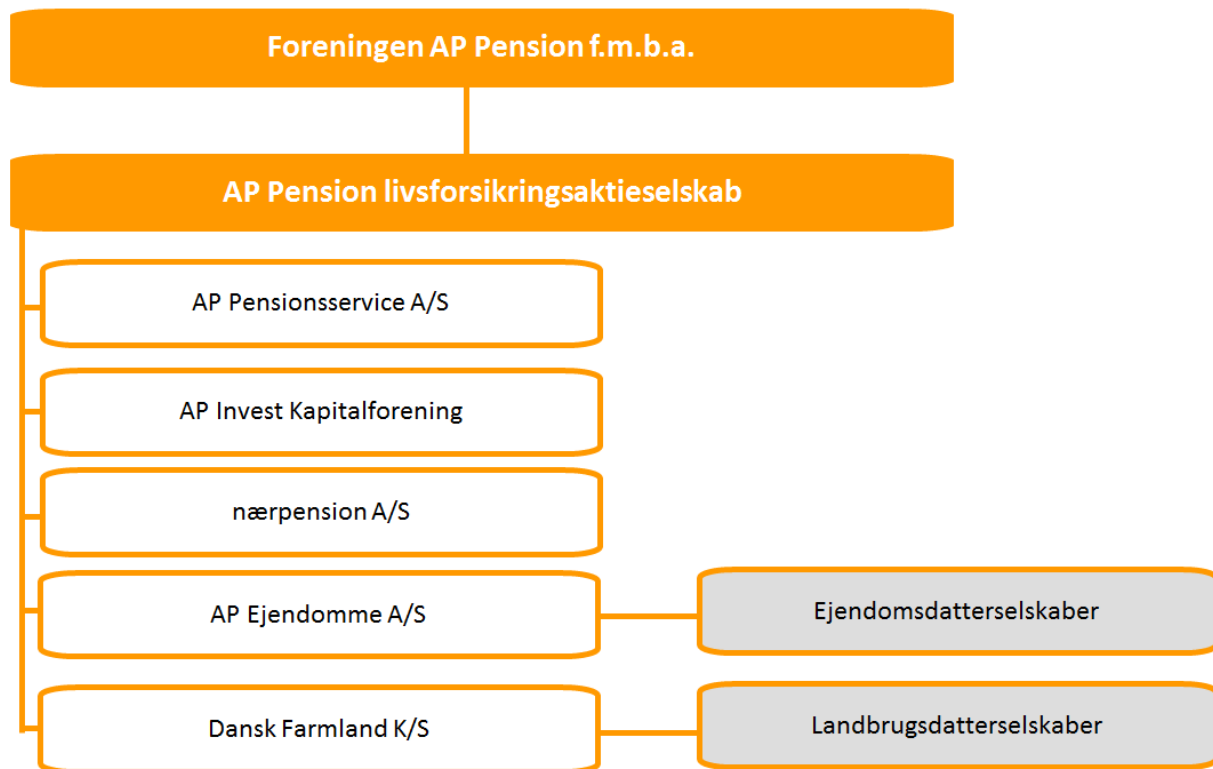 Foreningen AP Pension f.m.b.a.
AP Pension livsforsikringsaktieselskab
AP Pensionsservice A/S
AP Invest Kapitalforening
nærpension A/S
AP Ejendomme A/S
Ejendomsdatterselskaber
Dansk Farmland K/S
Landbrugsdatterselskaber